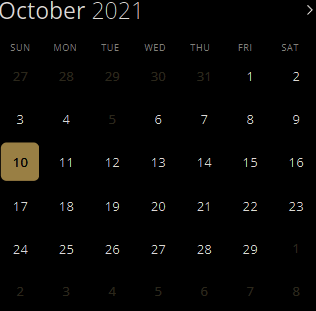 October 2021
SUN MON TUE WED THU FRI SAT
27 28 29 30 31 1 2
3 4 5 6 7 8 9
10 11 12 13 14 15 16
17 18 19 20 21 22 23
24 25 26 27 28 29 1
2 3 4 5 6 7 8